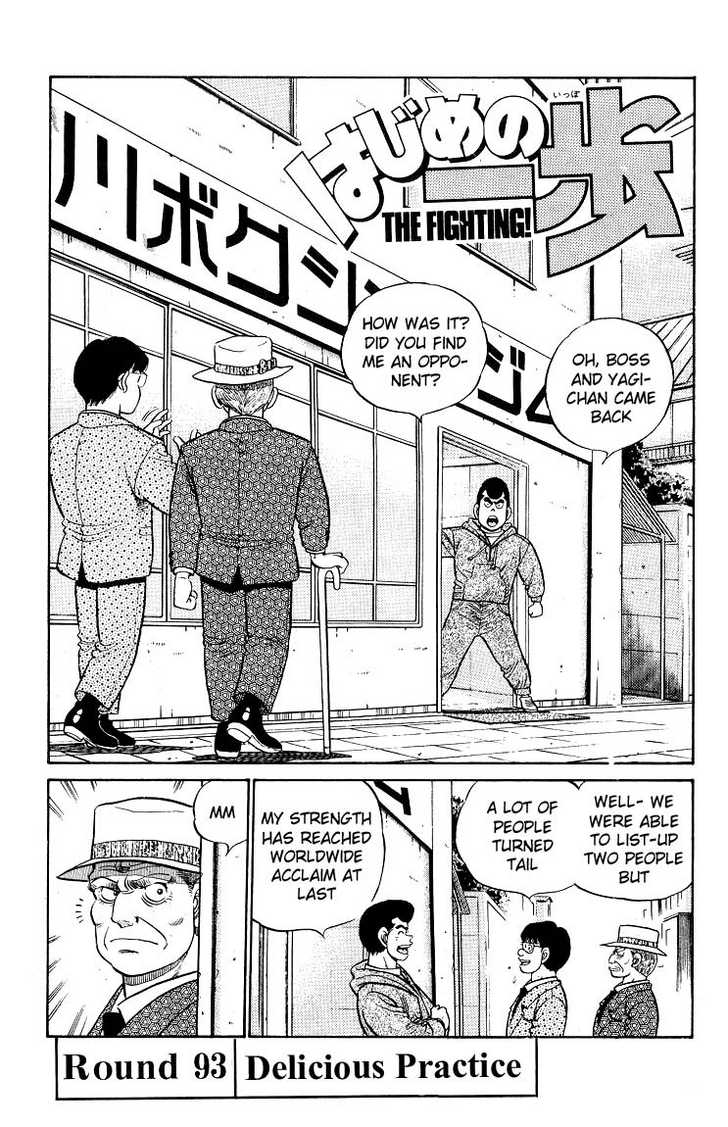 はじめの一歩
いっぽ
THE FIGHTING!
川ボクシン
ジム
OH, BOSS
AND YAGI-
CHAN CAME
BACK
HOW WAS IT?
DID YOU FIND
ME AN OPPO-
NENT?
WELL- WE
WERE ABLE
TO LIST-UP
TWO PEOPLE
BUT
A LOT OF
PEOPLE
TURNED
TAIL
MY STRENGTH
HAS REACHED
WORLDWIDE
ACCLAIM AT
LAST
MM
Round 93
Delicious Practice